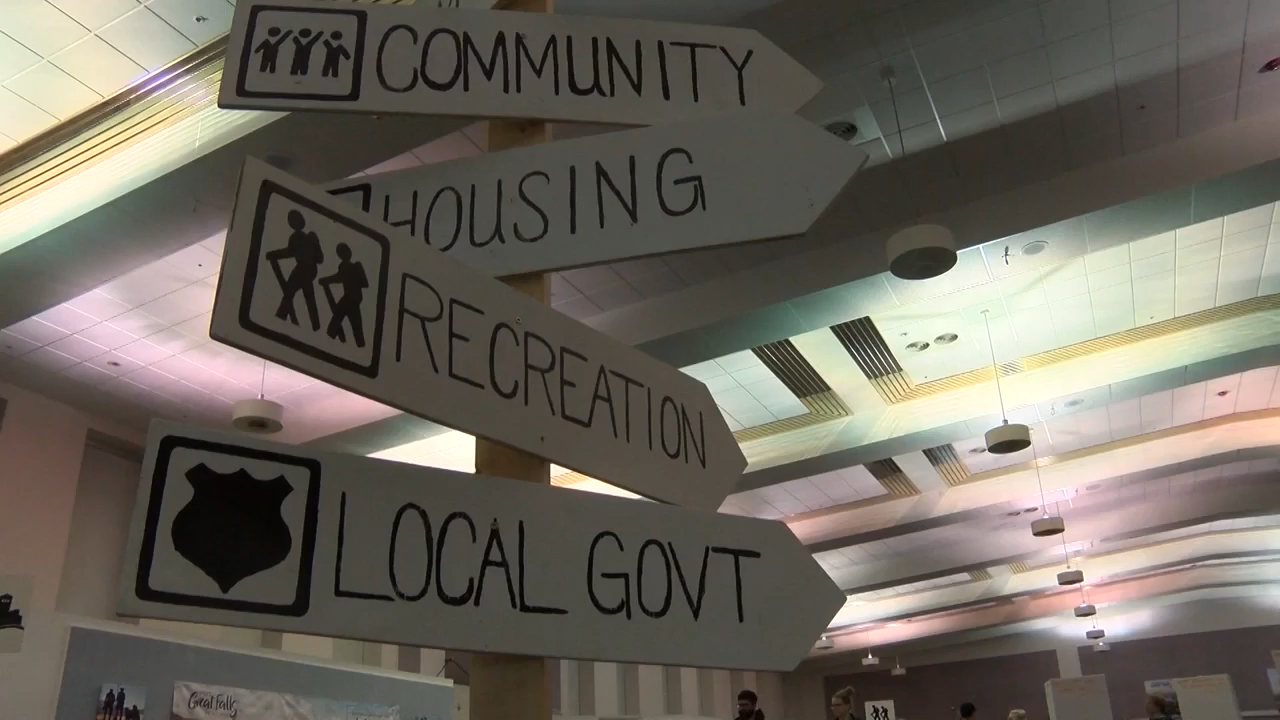 COMMUNITY
HOUSING
RECREATION
LOCAL GOVT
Great Falls